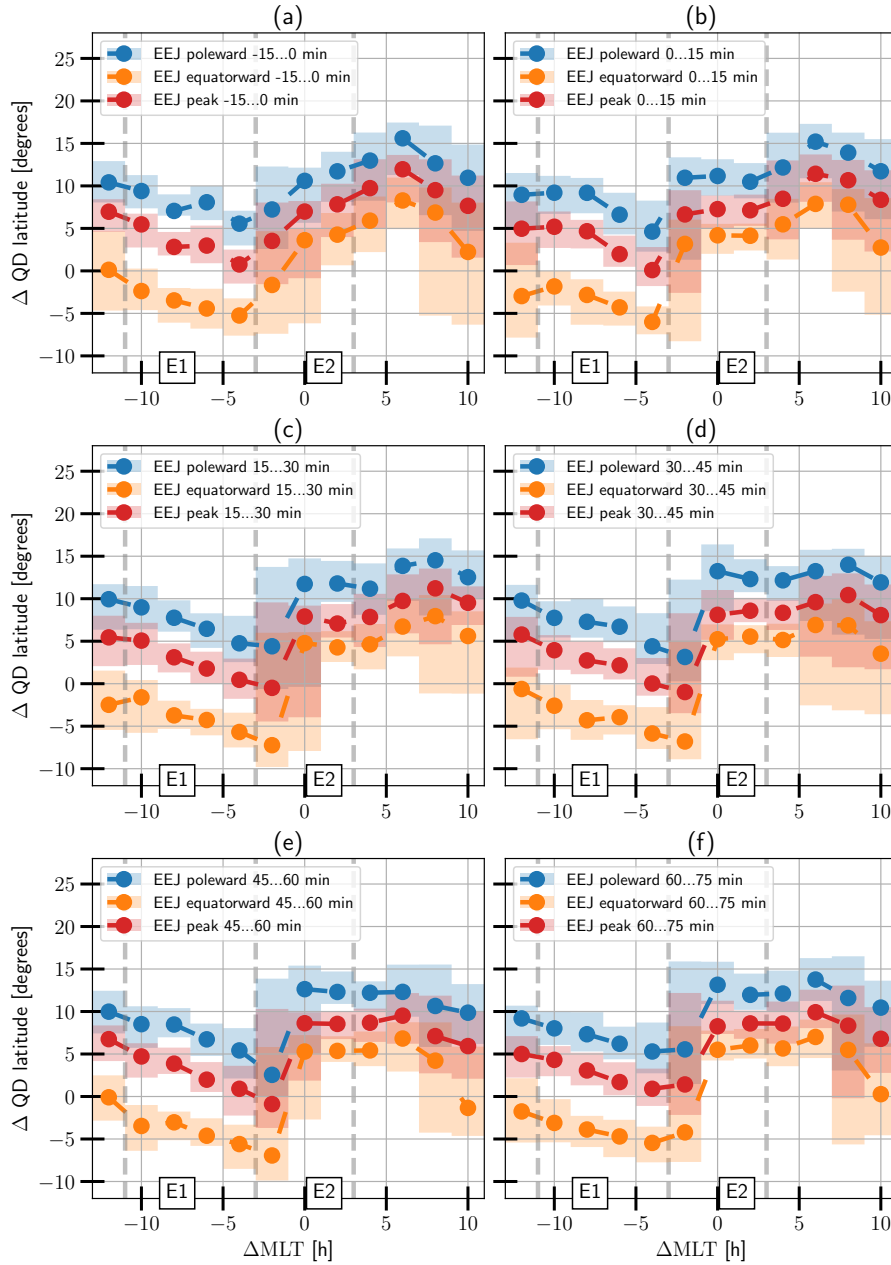 (a)
EEJ poleward -15...0 min
EEJ equatorward -15...0 min
EEJ peak -15...0 min
Δ QD latitude [degrees]
25
20
15
10
5
0
−5
−10
−10
−5
0
5
10
E1
E2
(b)
EEJ poleward 0...15 min
EEJ equatorward 0...15 min
EEJ peak 0...15 min
−10
−5
0
5
10
E1
E2
(c)
EEJ poleward 15...30 min
EEJ equatorward 15...30 min
EEJ peak 15...30 min
Δ QD latitude [degrees]
25
20
15
10
5
0
−5
−10
−10
−5
0
5
10
E1
E2
(d)
EEJ poleward 30...45 min
EEJ equatorward 30...45 min
EEJ peak 30...45 min
−10
−5
0
5
10
E1
E2
(e)
EEJ poleward 45...60 min
EEJ equatorward 45...60 min
EEJ peak 45...60 min
Δ QD latitude [degrees]
25
20
15
10
5
0
−5
−10
−10
−5
0
5
10
E1
E2
ΔMLT [h]
(f)
EEJ poleward 60...75 min
EEJ equatorward 60...75 min
EEJ peak 60...75 min
−10
−5
0
5
10
E1
E2
ΔMLT [h]